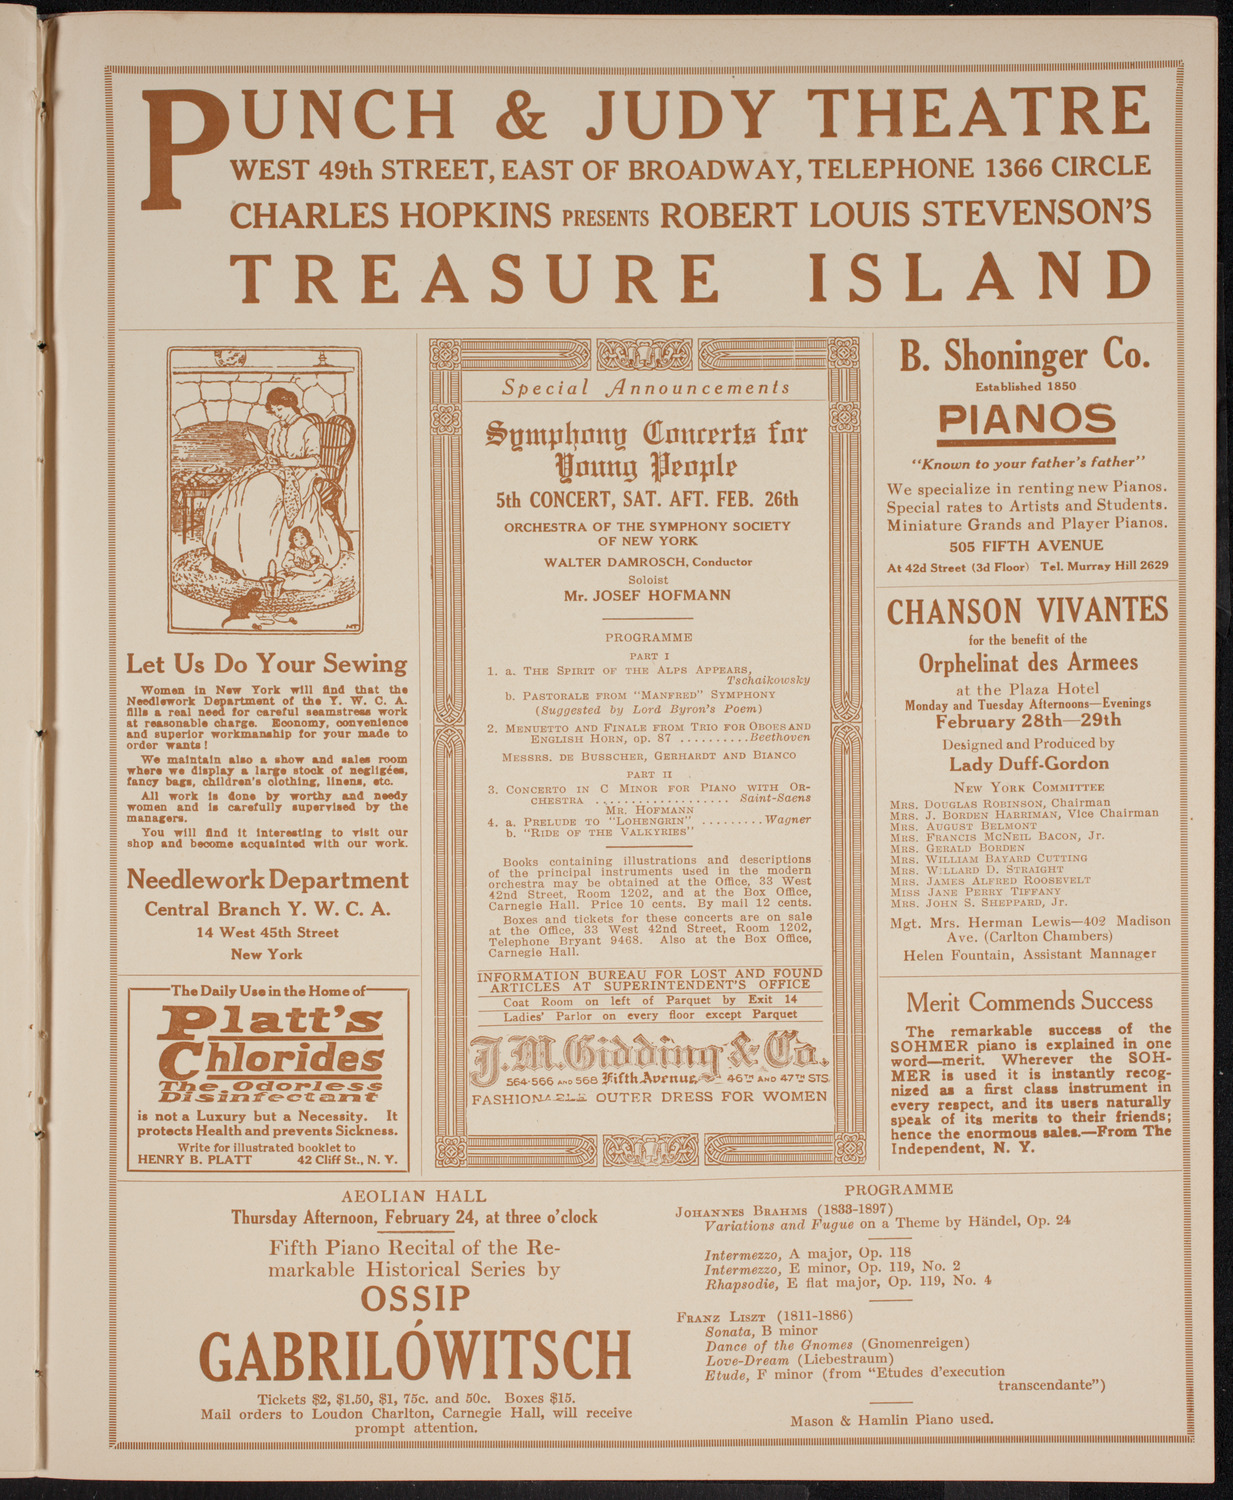 PUNCH & JUDY THEATRE
WEST 49th STREET, EAST OF BROADWAY, TELEPHONE 1366 CIRCLE
CHARLES HOPKINS PRESENTS ROBERT LOUIS STEVENSON'S
TREASURE ISLAND
Let Us Do Your Sewing
Women in New York will find that the
Needlework Department of the Y. W. C. A.
fills a real need for careful seamstress work
at reasonable charge. Economy, convenience
and superior workmanship for your made to
order wants!
We maintain also a show and sales room
where we display a large stock of negligées,
fancy bags, children's clothing, linens, etc.
All work is done by worthy and needy
women and is carefully supervised by the
managers.
You will find it interesting to visit our
shop and become acquainted with our work.
Needlework Department
Central Branch Y. W. C. A.
14 West 45th Street
New York
The Daily Use in the Home of
Platt's
Chlorides
The Odorless
Disinfectant
is not a Luxury but a Necessity. It
protects Health and prevents Sickness.
Write for illustrated booklet to
HENRY B. PLATT 42 Cliff St., N. Y.
Special Announcements
Symphony Concerts for
Young People
5th CONCERT, SAT. AFT. FEB. 26th
ORCHESTRA OF THE SYMPHONY SOCIETY
OF NEW YORK
WALTER DAMROSCH, Conductor
Soloist
Mr. JOSEF HOFMANN
PROGRAMME
PART I
1. a. THE SPIRIT OF THE ALPS APPEARS,
Tschaikowsky
b. PASTORALE FROM "MANFRED" SYMPHONY
(Suggested by Lord Byron's Poem)
2. MENUETTO AND FINALE FROM TRIO FOR OBOES AND
ENGLISH HORN, op. 87 ..........Beethoven
MESSRS. DE BUSSCHER, GERHARDT AND BIANCO
PART II
3. CONCERTO IN C MINOR FOR PIANO WITH OR-
CHESTRA .................. Saint-Saens
MR. HOFMANN
4. a. PRELUDE TO "LOHENGRIN" .........Wagner
b. "RIDE OF THE VALKYRIES"
Books containing illustrations and descriptions
of the principal instruments used in the modern
orchestra may be obtained at the Office, 33 West
42nd Street, Room 1202, and at the Box Office,
Carnegie Hall. Price 10 cents. By mail 12 cents.
Boxes and tickets for these concerts are on sale
at the Office, 33 West 42nd Street, Room 1202,
Telephone Bryant 9468. Also at the Box Office,
Carnegie Hall.
INFORMATION BUREAU FOR LOST AND FOUND
ARTICLES AT SUPERINTENDENT'S OFFICE
Coat Room on left of Parquet by Exit 14
Ladies' Parlor on every floor except Parquet
J. M. Gidding & Co.
564-566 AND 568 Fifth Avenue, 46TH AND 47TH STS
FASHIONABLE OUTER DRESS FOR WOMEN
B. Shoninger Co.
Established 1850
PIANOS
"Known to your father's father"
We specialize in renting new Pianos.
Special rates to Artists and Students.
Miniature Grands and Player Pianos.
505 FIFTH AVENUE
At 42d Street (3d Floor) Tel. Murray Hill 2629
CHANSON VIVANTES
for the benefit of the
Orphelinat des Armees
at the Plaza Hotel
Monday and Tuesday Afternoons—Evenings
February 28th—29th
Designed and Produced by
Lady Duff-Gordon
NEW YORK COMMITTEE
MRS. DOUGLAS ROBINSON, Chairman
MRS. J. BORDEN HARRIMAN, Vice Chairman
MRS. AUGUST BELMONT
MRS. FRANCIS MCNEIL BACON, JR.
MRS. GERALD BORDEN
MRS. WILLIAM BAYARD CUTTING
MRS. WILLARD D. STRAIGHT
MRS. JAMES ALFRED ROOSEVELT
MISS JANE PERRY TIFFANY
MRS. JOHN S. SHEPPARD, JR.
Mgt. Mrs. Herman Lewis—402 Madison
Ave. (Carlton Chambers)
Helen Fountain, Assistant Mannager
Merit Commends Success
The remarkable success of the
SOHMER piano is explained in one
word—merit. Wherever the SOH-
MER is used it is instantly recog-
nized as a first class instrument in
every respect, and its users naturally
speak of its merits to their friends;
hence the enormous sales.—From The
Independent, N. Y.
AEOLIAN HALL
Thursday Afternoon, February 24, at three o'clock
Fifth Piano Recital of the Re-
markable Historical Series by
OSSIP
GABRILÓWITSCH
Tickets $2, $1.50, $1, 75c. and 50c. Boxes $15.
Mail orders to Loudon Charlton, Carnegie Hall, will receive
prompt attention.
PROGRAMME
JOHANNES BRAHMS (1833-1897)
Variations and Fugue on a Theme by Händel, Op. 24
Intermezzo, A major, Op. 118
Intermezzo, E minor, Op. 119, No. 2
Rhapsodie, E flat major, Op. 119, No. 4
FRANZ LISZT (1811-1886)
Sonata, B minor
Dance of the Gnomes (Gnomenreigen)
Love-Dream (Liebestraum)
Etude, F minor (from "Etudes d'execution
transcendante")
Mason & Hamlin Piano used.